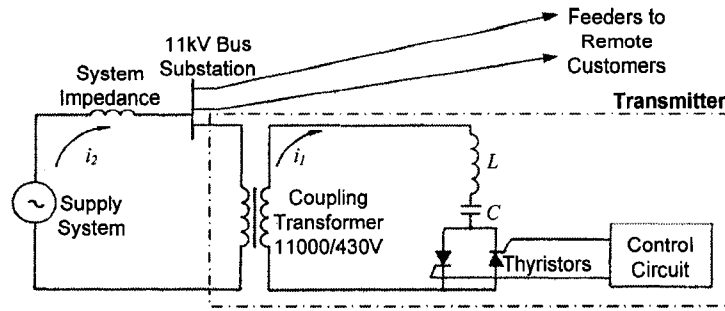 Feeders to
Remote
Customers
11kV Bus
Substation
System
Impedance
Transmitter
i2
i1
L
C
Supply
System
Coupling
Transformer
11000/430V
Thyristors
Control
Circuit